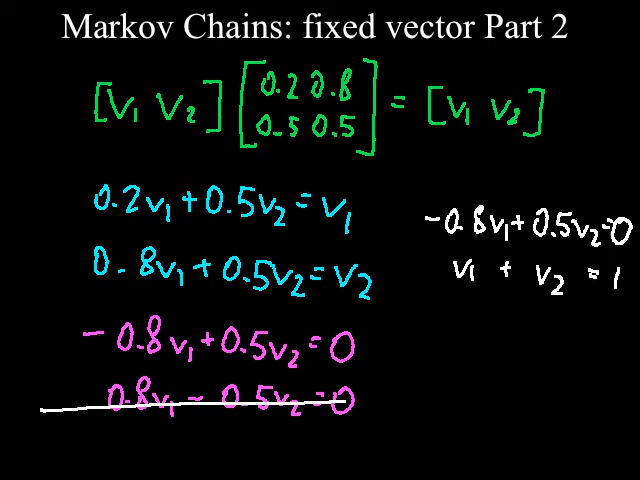 Markov Chains: fixed vector Part 2
[v₁ v₂] [0.2 0.8
0.5 0.5] = [v₁ v₂]
0.2v₁ + 0.5v₂ = v₁
0.8v₁ + 0.5v₂ = v₂
-0.8v₁ + 0.5v₂ = 0
0.8v₁ - 0.5v₂ = 0
-0.8v₁ + 0.5v₂ = 0
v₁ + v₂ = 1